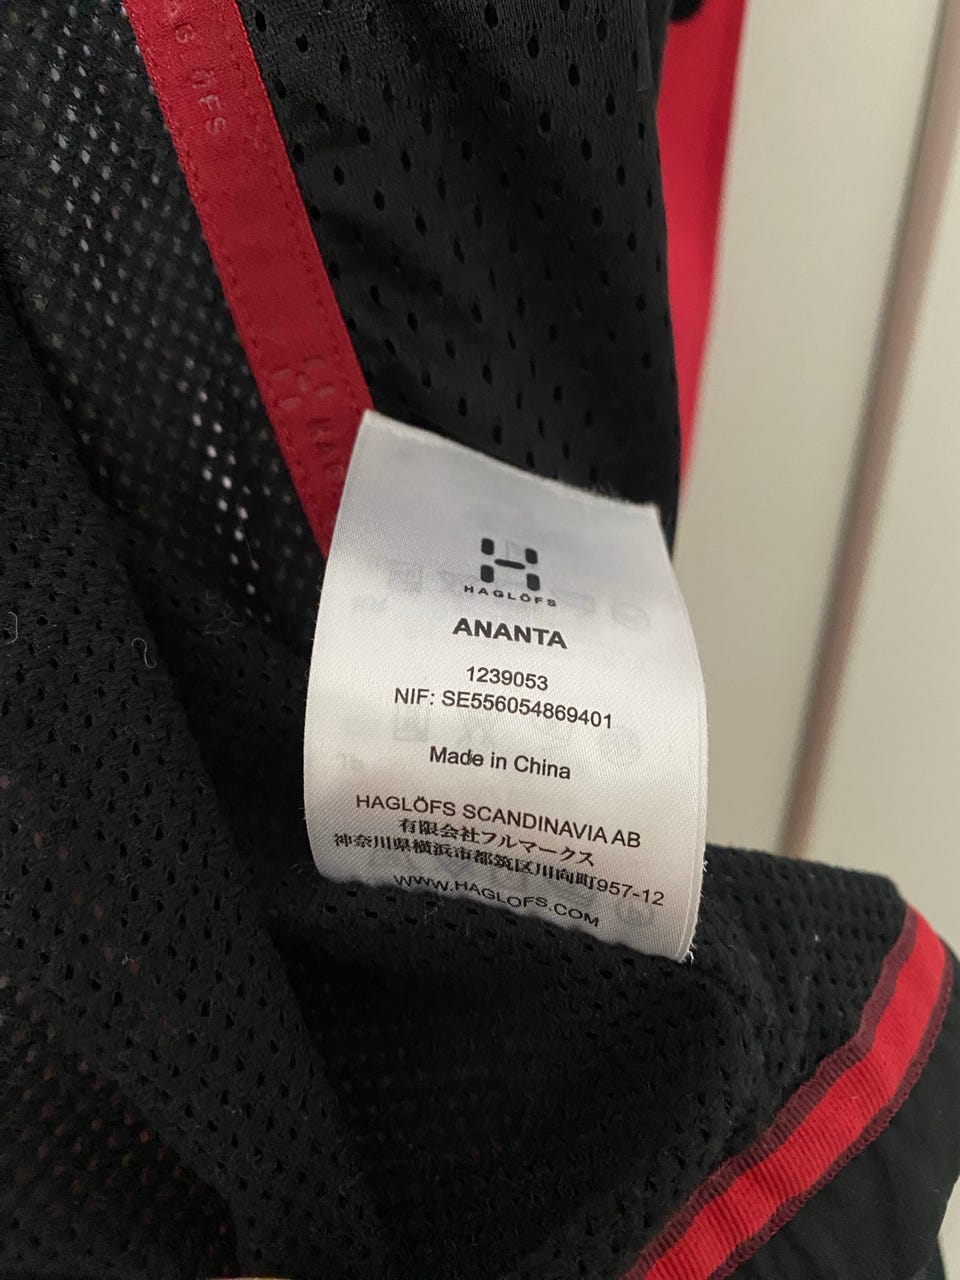 HAGLÖFS
ANANTA
1239053
NIF: SE556054869401
Made in China
HAGLÖFS SCANDINAVIA AB
有限会社フルマークス
神奈川県横浜市都筑区川向町957-12
WWW.HAGLOFS.COM